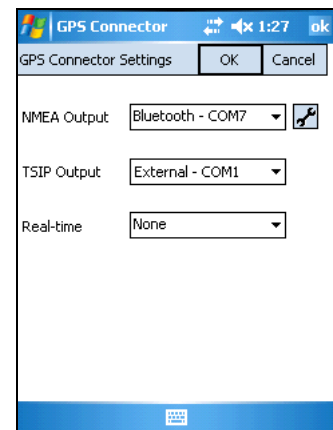 GPS Connector 1:27 ok
GPS Connector Settings OK Cancel
NMEA Output Bluetooth - COM7
TSIP Output External - COM1
Real-time None